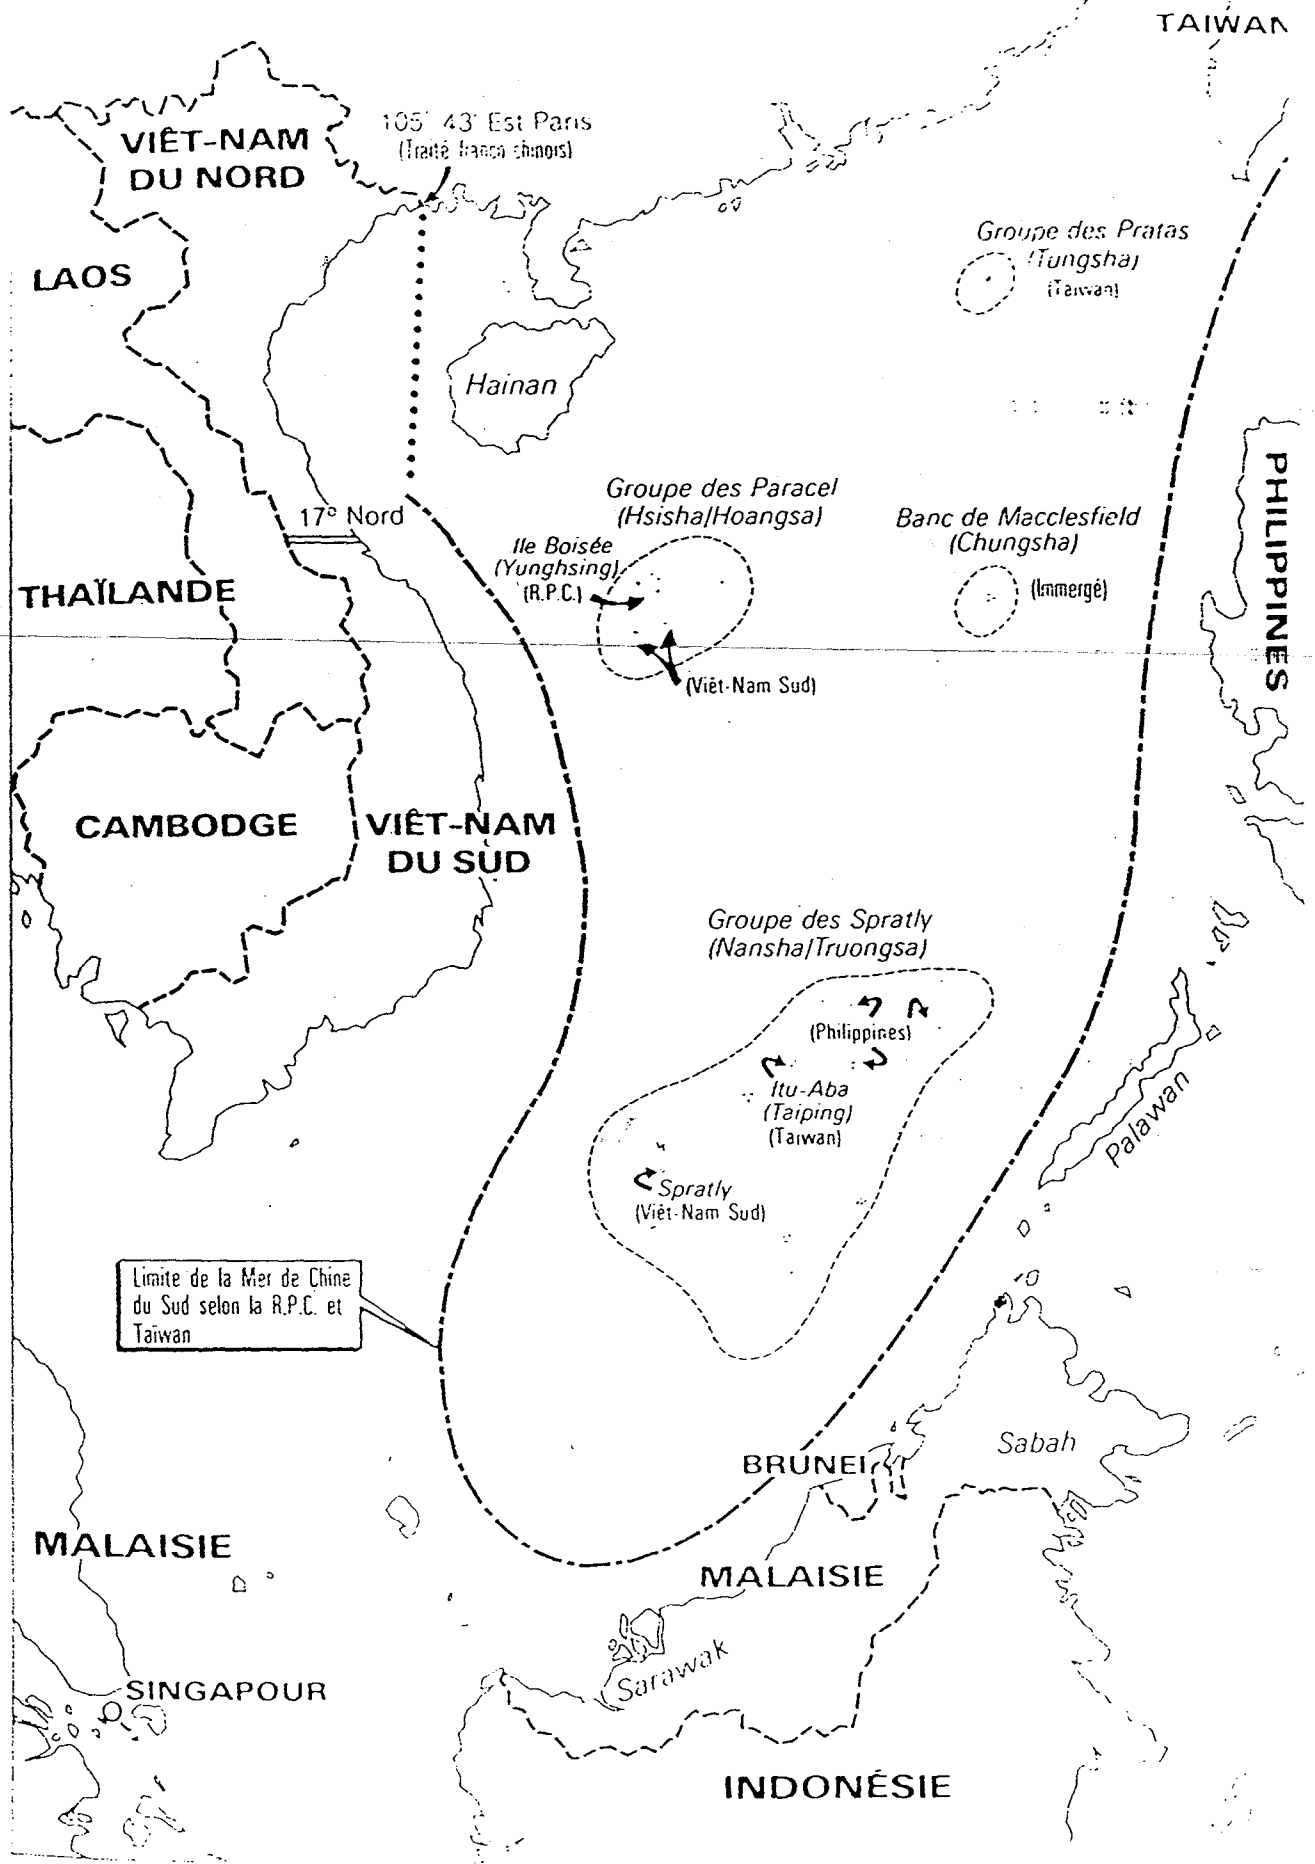 TAIWAN
VIÊT-NAM
DU NORD
105° 43' Est Paris
(Traité franco chinois)
Groupe des Pratas
(Tungsha)
(Taiwan)
LAOS
Hainan
PHILIPPINES
Groupe des Paracel
(Hsisha/Hoangsa)
17° Nord
Banc de Macclesfield
(Chungsha)
Ile Boisée
(Yunghsing)
(R.P.C.)
(Immergé)
THAÏLANDE
(Viêt-Nam Sud)
CAMBODGE
VIÊT-NAM
DU SUD
Groupe des Spratly
(Nansha/Truongsa)
(Philippines)
Itu-Aba
(Taiping)
(Taiwan)
Palawan
Spratly
(Viêt-Nam Sud)
Limite de la Mer de Chine
du Sud selon la R.P.C. et
Taïwan
Sabah
BRUNEI
MALAISIE
MALAISIE
Sarawak
SINGAPOUR
INDONÉSIE